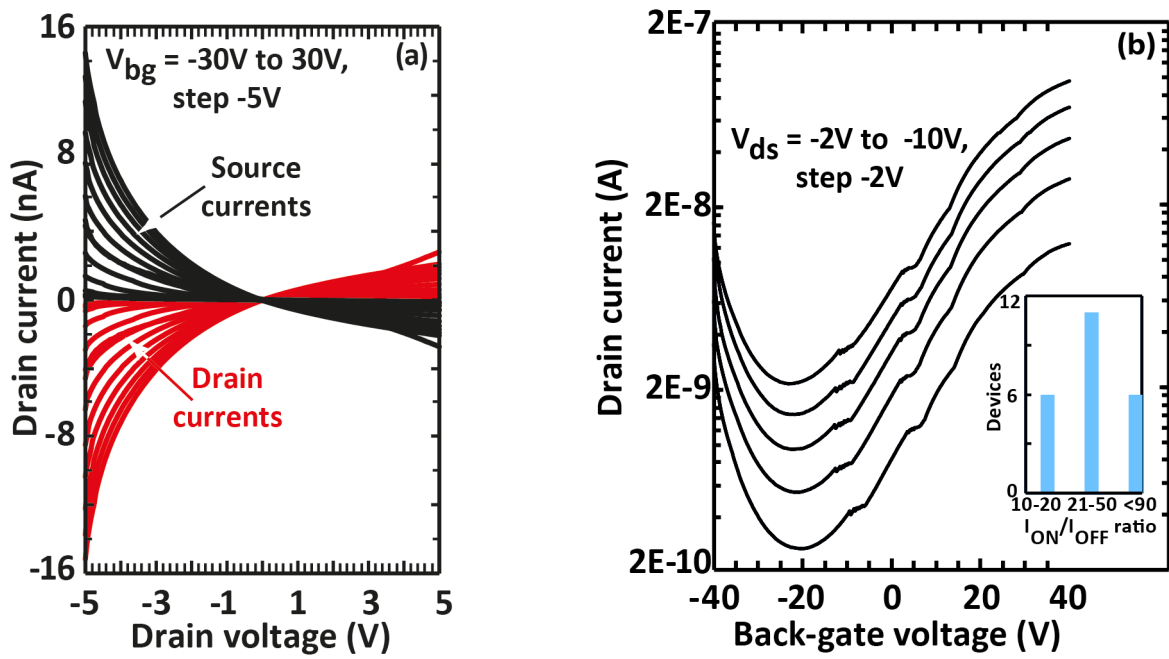 16
8
0
-8
-16
Drain current (nA)
V_bg = -30V to 30V,
step -5V
(a)
Source
currents
Drain
currents
-5 -3 -1 1 3 5
Drain voltage (V)
2E-7
2E-8
2E-9
2E-10
Drain current (A)
(b)
V_ds = -2V to -10V,
step -2V
12
6
0
Devices
10-20 21-50 <90
I_ON/I_OFF ratio
-40 -20 0 20 40
Back-gate voltage (V)